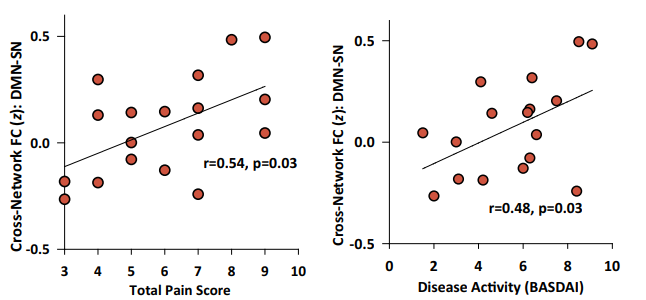 Cross-Network FC (z): DMN-SN
0.5
0.0
-0.5
r=0.54, p=0.03
3 4 5 6 7 8 9 10
Total Pain Score
Cross-Network FC (z): DMN-SN
0.5
0.0
-0.5
r=0.48, p=0.03
0 2 4 6 8 10
Disease Activity (BASDAI)